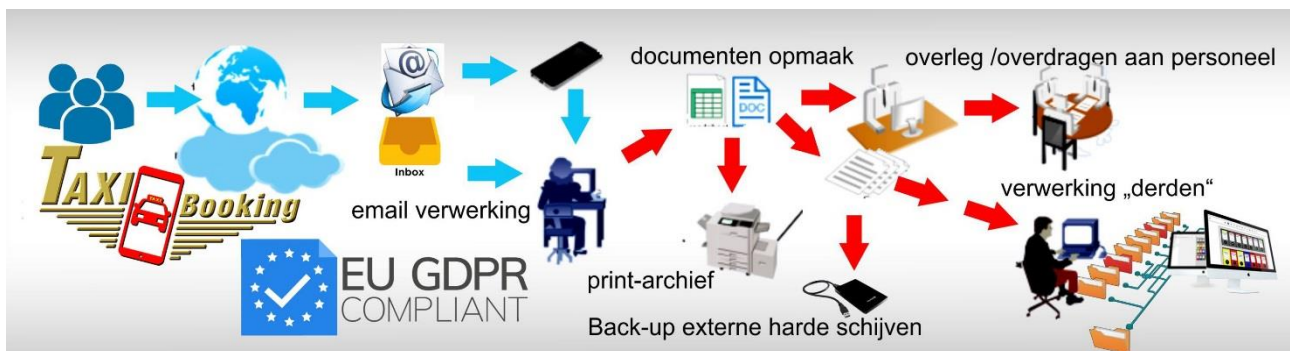 documenten opmaak
overleg /overdragen aan personeel
@
DOC
Inbox
TAXI Booking
email verwerking
verwerking „derden“
EU GDPR
COMPLIANT
print-archief
Back-up externe harde schijven